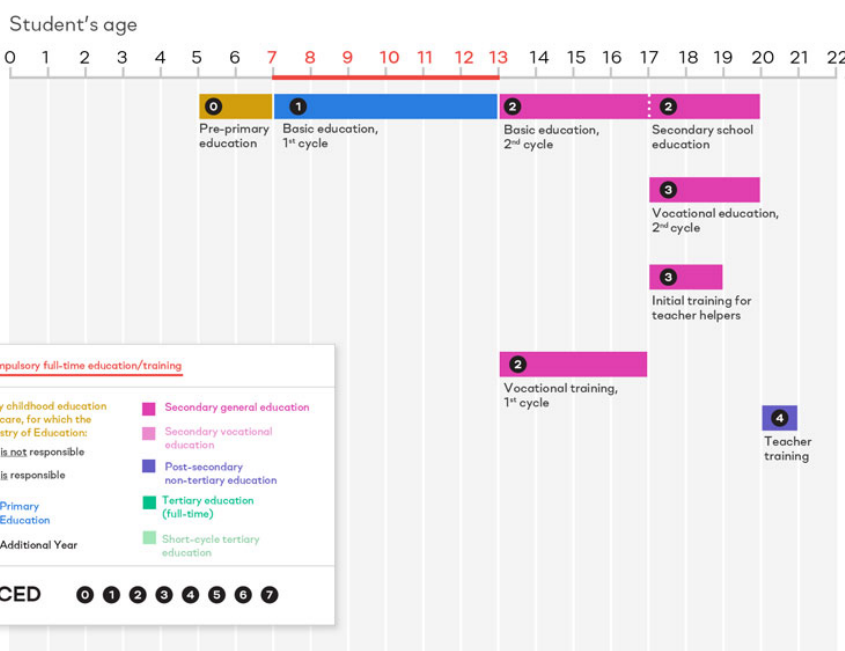 Student's age
0 1 2 3 4 5 6 7 8 9 10 11 12 13 14 15 16 17 18 19 20 21 22
0
1
2
2
Pre-primary
education
Basic education,
1st cycle
Basic education,
2nd cycle
Secondary school
education
3
Vocational education,
2nd cycle
3
Initial training for
teacher helpers
2
Vocational training,
1st cycle
4
Teacher
training
mpulsory full-time education/training
y childhood education
care, for which the
stry of Education:
is not responsible
is responsible
Primary
Education
Additional Year
Secondary general education
Secondary vocational
education
Post-secondary
non-tertiary education
Tertiary education
(full-time)
Short-cycle tertiary
education
CED 0 1 2 3 4 5 6 7